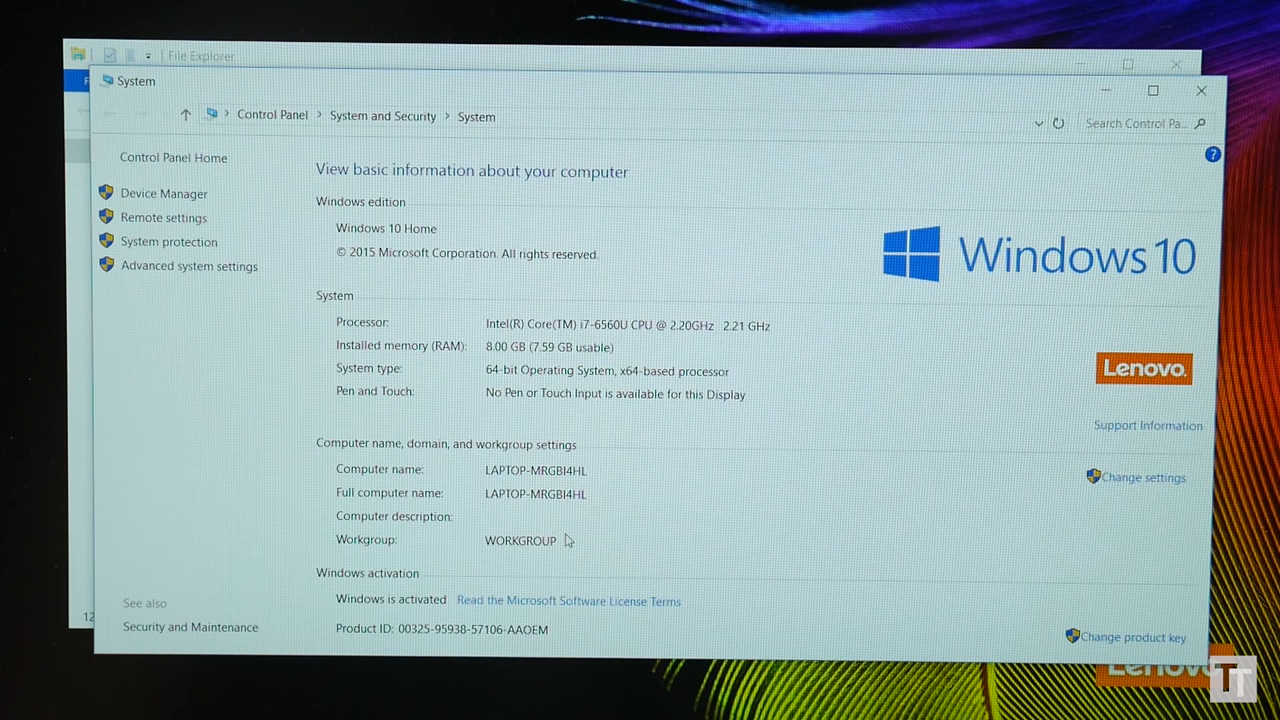 File Explorer
System
Control Panel > System and Security > System
Search Control Pa...
?
Control Panel Home
Device Manager
Remote settings
System protection
Advanced system settings
View basic information about your computer
Windows edition
Windows 10 Home
© 2015 Microsoft Corporation. All rights reserved.
Windows 10
System
Processor: Intel(R) Core(TM) i7-6560U CPU @ 2.20GHz 2.21 GHz
Installed memory (RAM): 8.00 GB (7.59 GB usable)
System type: 64-bit Operating System, x64-based processor
Pen and Touch: No Pen or Touch Input is available for this Display
Lenovo.
Support Information
Computer name, domain, and workgroup settings
Computer name: LAPTOP-MRGBI4HL
Full computer name: LAPTOP-MRGBI4HL
Computer description:
Workgroup: WORKGROUP
Change settings
Windows activation
Windows is activated Read the Microsoft Software License Terms
Product ID: 00325-95938-57106-AAOEM
Change product key
See also
Security and Maintenance
12
Lenovo
TT